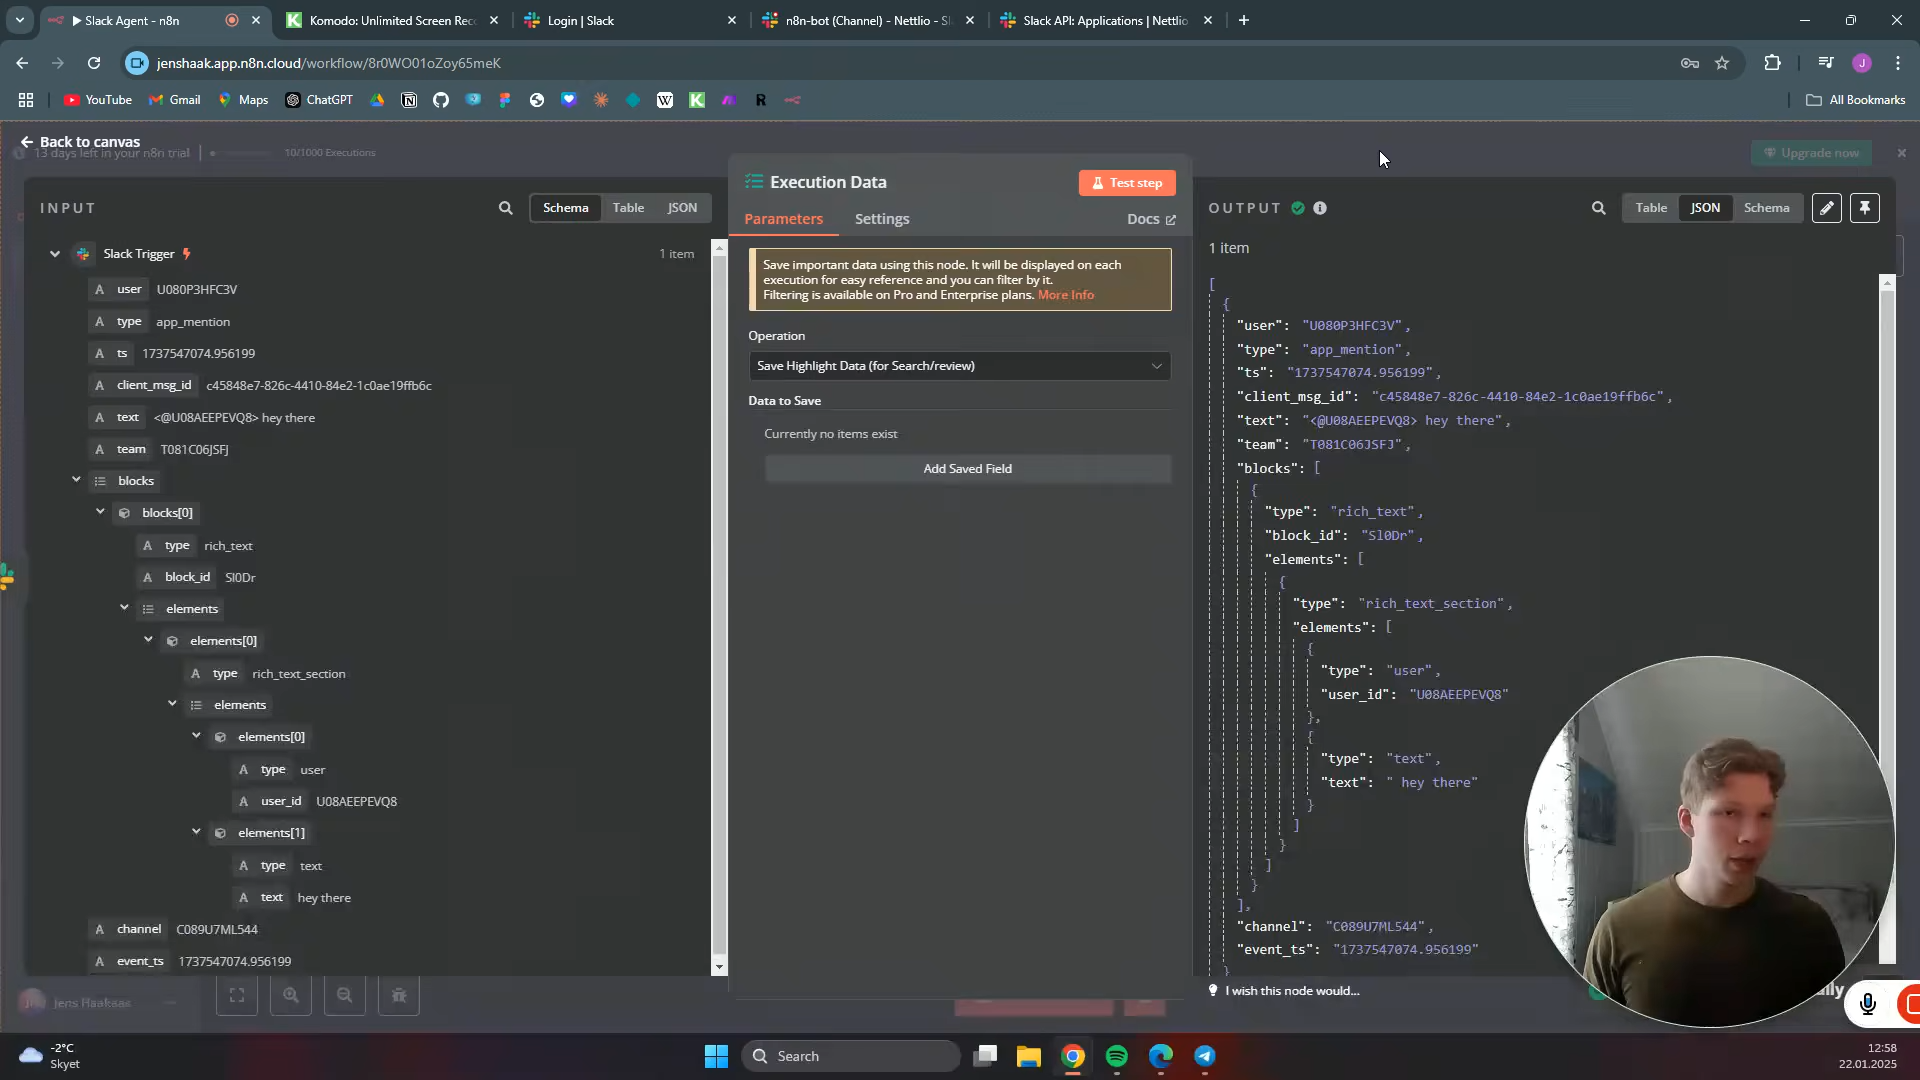 Slack Agent - n8n
Komodo: Unlimited Screen Rec
Login | Slack
n8n-bot (Channel) - Nettlio - Sl
Slack API: Applications | Nettlio
jenshaak.app.n8n.cloud/workflow/8r0WO01oZoy65meK
YouTube
Gmail
Maps
ChatGPT
All Bookmarks
Back to canvas
13 days left in your n8n trial
10/1000 Executions
Upgrade now
INPUT
Schema
Table
JSON
Slack Trigger
1 item
A user U080P3HFC3V
A type app_mention
A ts 1737547074.956199
A client_msg_id c45848e7-826c-4410-84e2-1c0ae19ffb6c
A text <@U08AEEPEVQ8> hey there
A team T081C06JSFJ
blocks
blocks[0]
A type rich_text
A block_id Sl0Dr
elements
elements[0]
A type rich_text_section
elements
elements[0]
A type user
A user_id U08AEEPEVQ8
elements[1]
A type text
A text hey there
A channel C089U7ML544
A event_ts 1737547074.956199
Execution Data
Test step
Parameters
Settings
Docs
Save important data using this node. It will be displayed on each
execution for easy reference and you can filter by it.
Filtering is available on Pro and Enterprise plans. More Info
Operation
Save Highlight Data (for Search/review)
Data to Save
Currently no items exist
Add Saved Field
OUTPUT
Table
JSON
Schema
1 item
[
{
"user": "U080P3HFC3V",
"type": "app_mention",
"ts": "1737547074.956199",
"client_msg_id": "c45848e7-826c-4410-84e2-1c0ae19ffb6c",
"text": "<@U08AEEPEVQ8> hey there",
"team": "T081C06JSFJ",
"blocks": [
{
"type": "rich_text",
"block_id": "Sl0Dr",
"elements": [
{
"type": "rich_text_section",
"elements": [
{
"type": "user",
"user_id": "U08AEEPEVQ8"
},
{
"type": "text",
"text": " hey there"
}
]
}
]
}
],
"channel": "C089U7ML544",
"event_ts": "1737547074.956199"
}
I wish this node would...
-2°C
Skyet
Search
12:58
22.01.2025
J